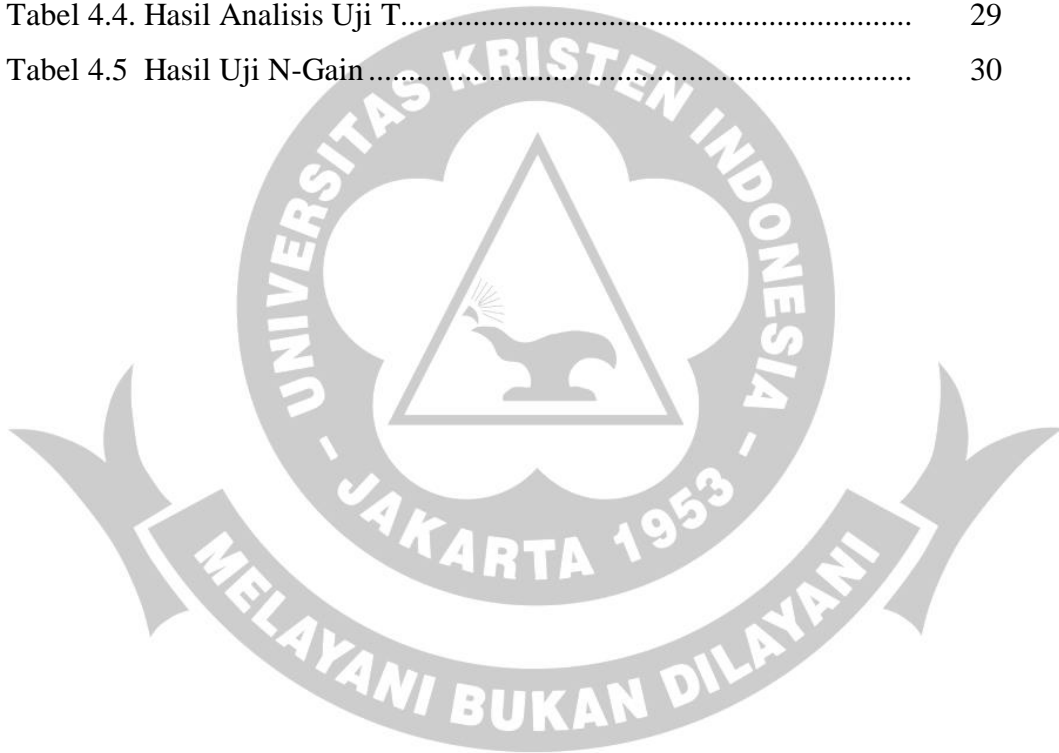 Tabel 4.4. Hasil Analisis Uji T............................................................... 29
Tabel 4.5  Hasil Uji N-Gain.................................................................... 30
UNIVERSITAS KRISTEN INDONESIA
- JAKARTA 1953 -
MELAYANI BUKAN DILAYANI